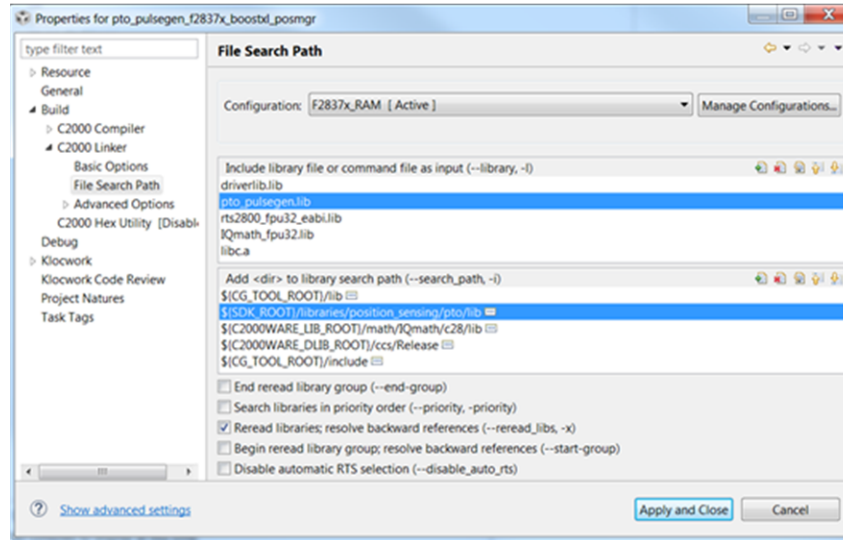 Properties for pto_pulsegen_f2837x_boostxl_posmgr
type filter text
File Search Path
Resource
General
Build
C2000 Compiler
C2000 Linker
Basic Options
File Search Path
Advanced Options
C2000 Hex Utility [Disabl
Debug
Klocwork
Klocwork Code Review
Project Natures
Task Tags
Configuration: F2837x_RAM [ Active ]
Manage Configurations...
Include library file or command file as input (--library, -l)
driverlib.lib
pto_pulsegen.lib
rts2800_fpu32_eabi.lib
IQmath_fpu32.lib
libc.a
Add <dir> to library search path (--search_path, -i)
${CG_TOOL_ROOT}/lib
${SDK_ROOT}/libraries/position_sensing/pto/lib
${C2000WARE_LIB_ROOT}/math/IQmath/c28/lib
${C2000WARE_DLIB_ROOT}/ccs/Release
${CG_TOOL_ROOT}/include
End reread library group (--end-group)
Search libraries in priority order (--priority, -priority)
Reread libraries; resolve backward references (--reread_libs, -x)
Begin reread library group; resolve backward references (--start-group)
Disable automatic RTS selection (--disable_auto_rts)
Show advanced settings
Apply and Close
Cancel